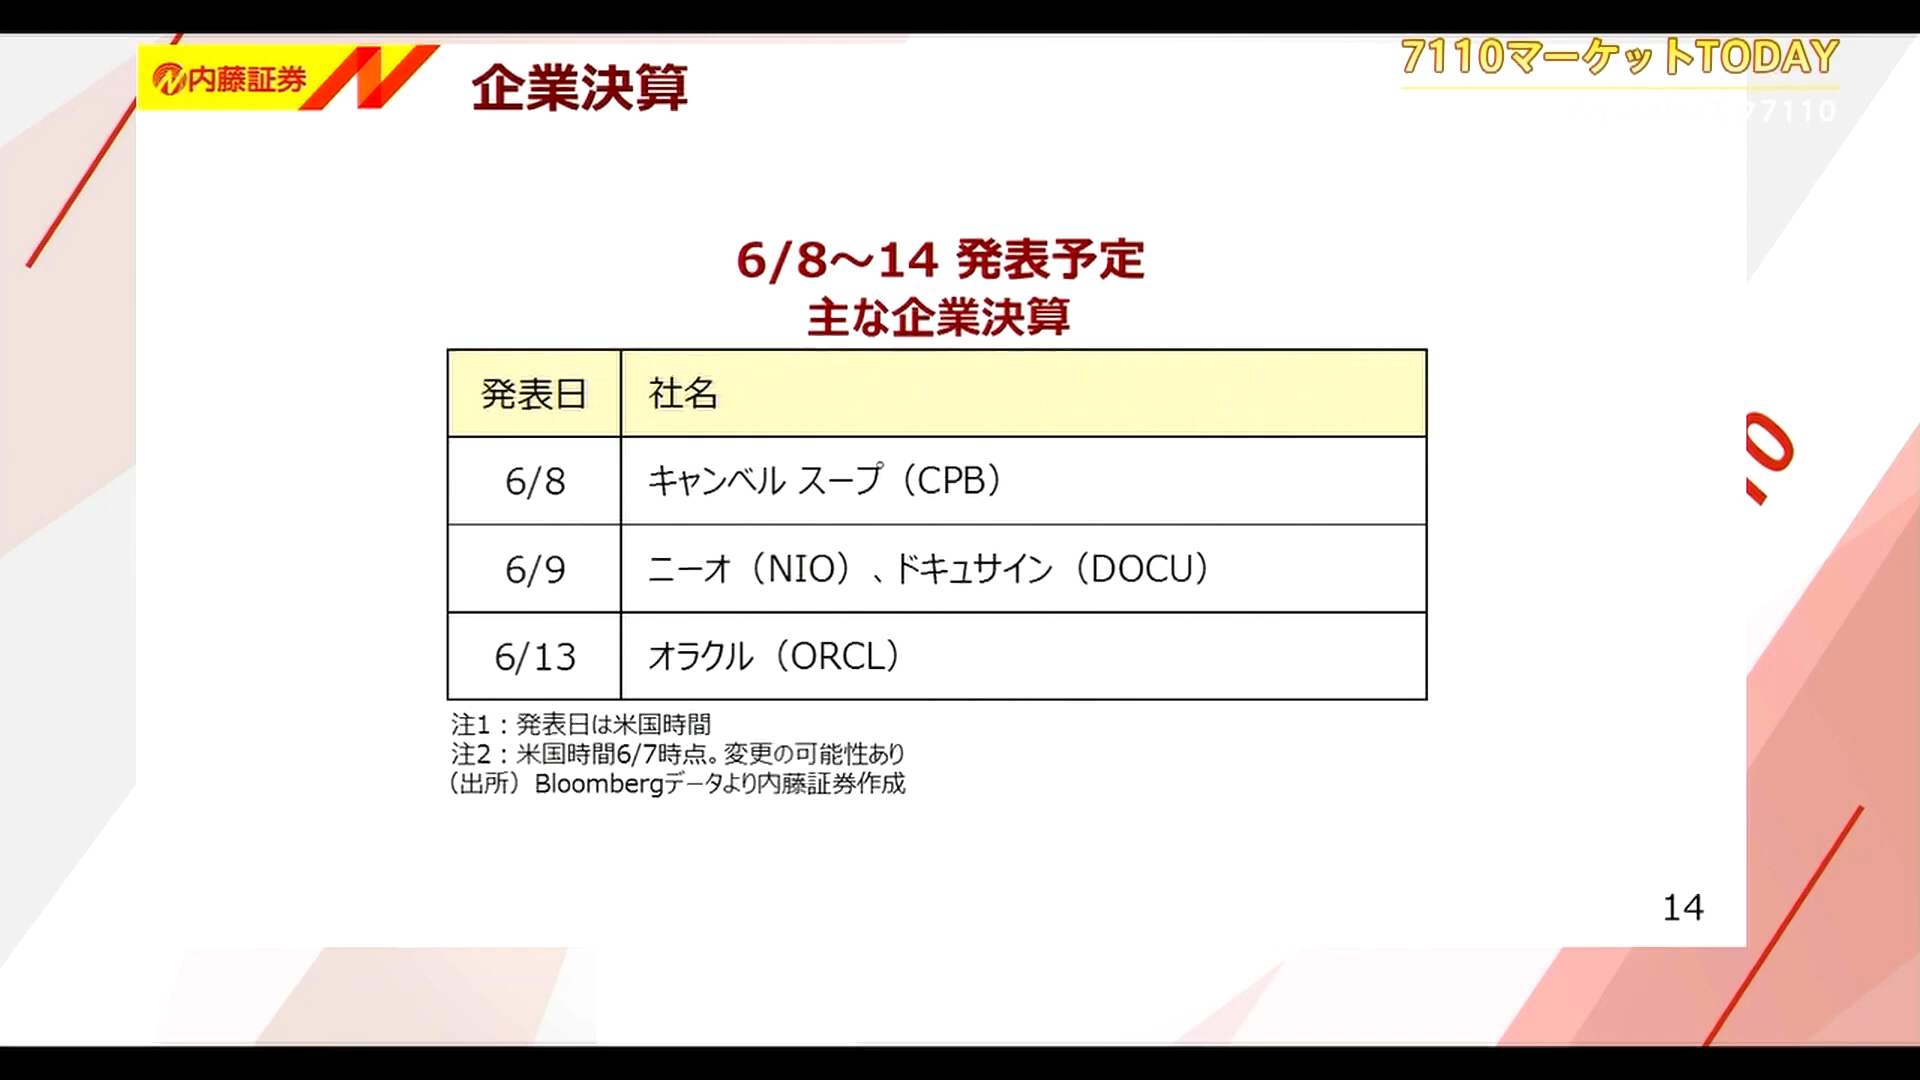 内藤証券
企業決算
7110マーケットTODAY
7110
6/8～14 発表予定
主な企業決算
発表日 社名
6/8 キャンベル スープ（CPB）
6/9 ニーオ（NIO）、ドキュサイン（DOCU）
6/13 オラクル（ORCL）
注1：発表日は米国時間
注2：米国時間6/7時点。変更の可能性あり
（出所）Bloombergデータより内藤証券作成
14